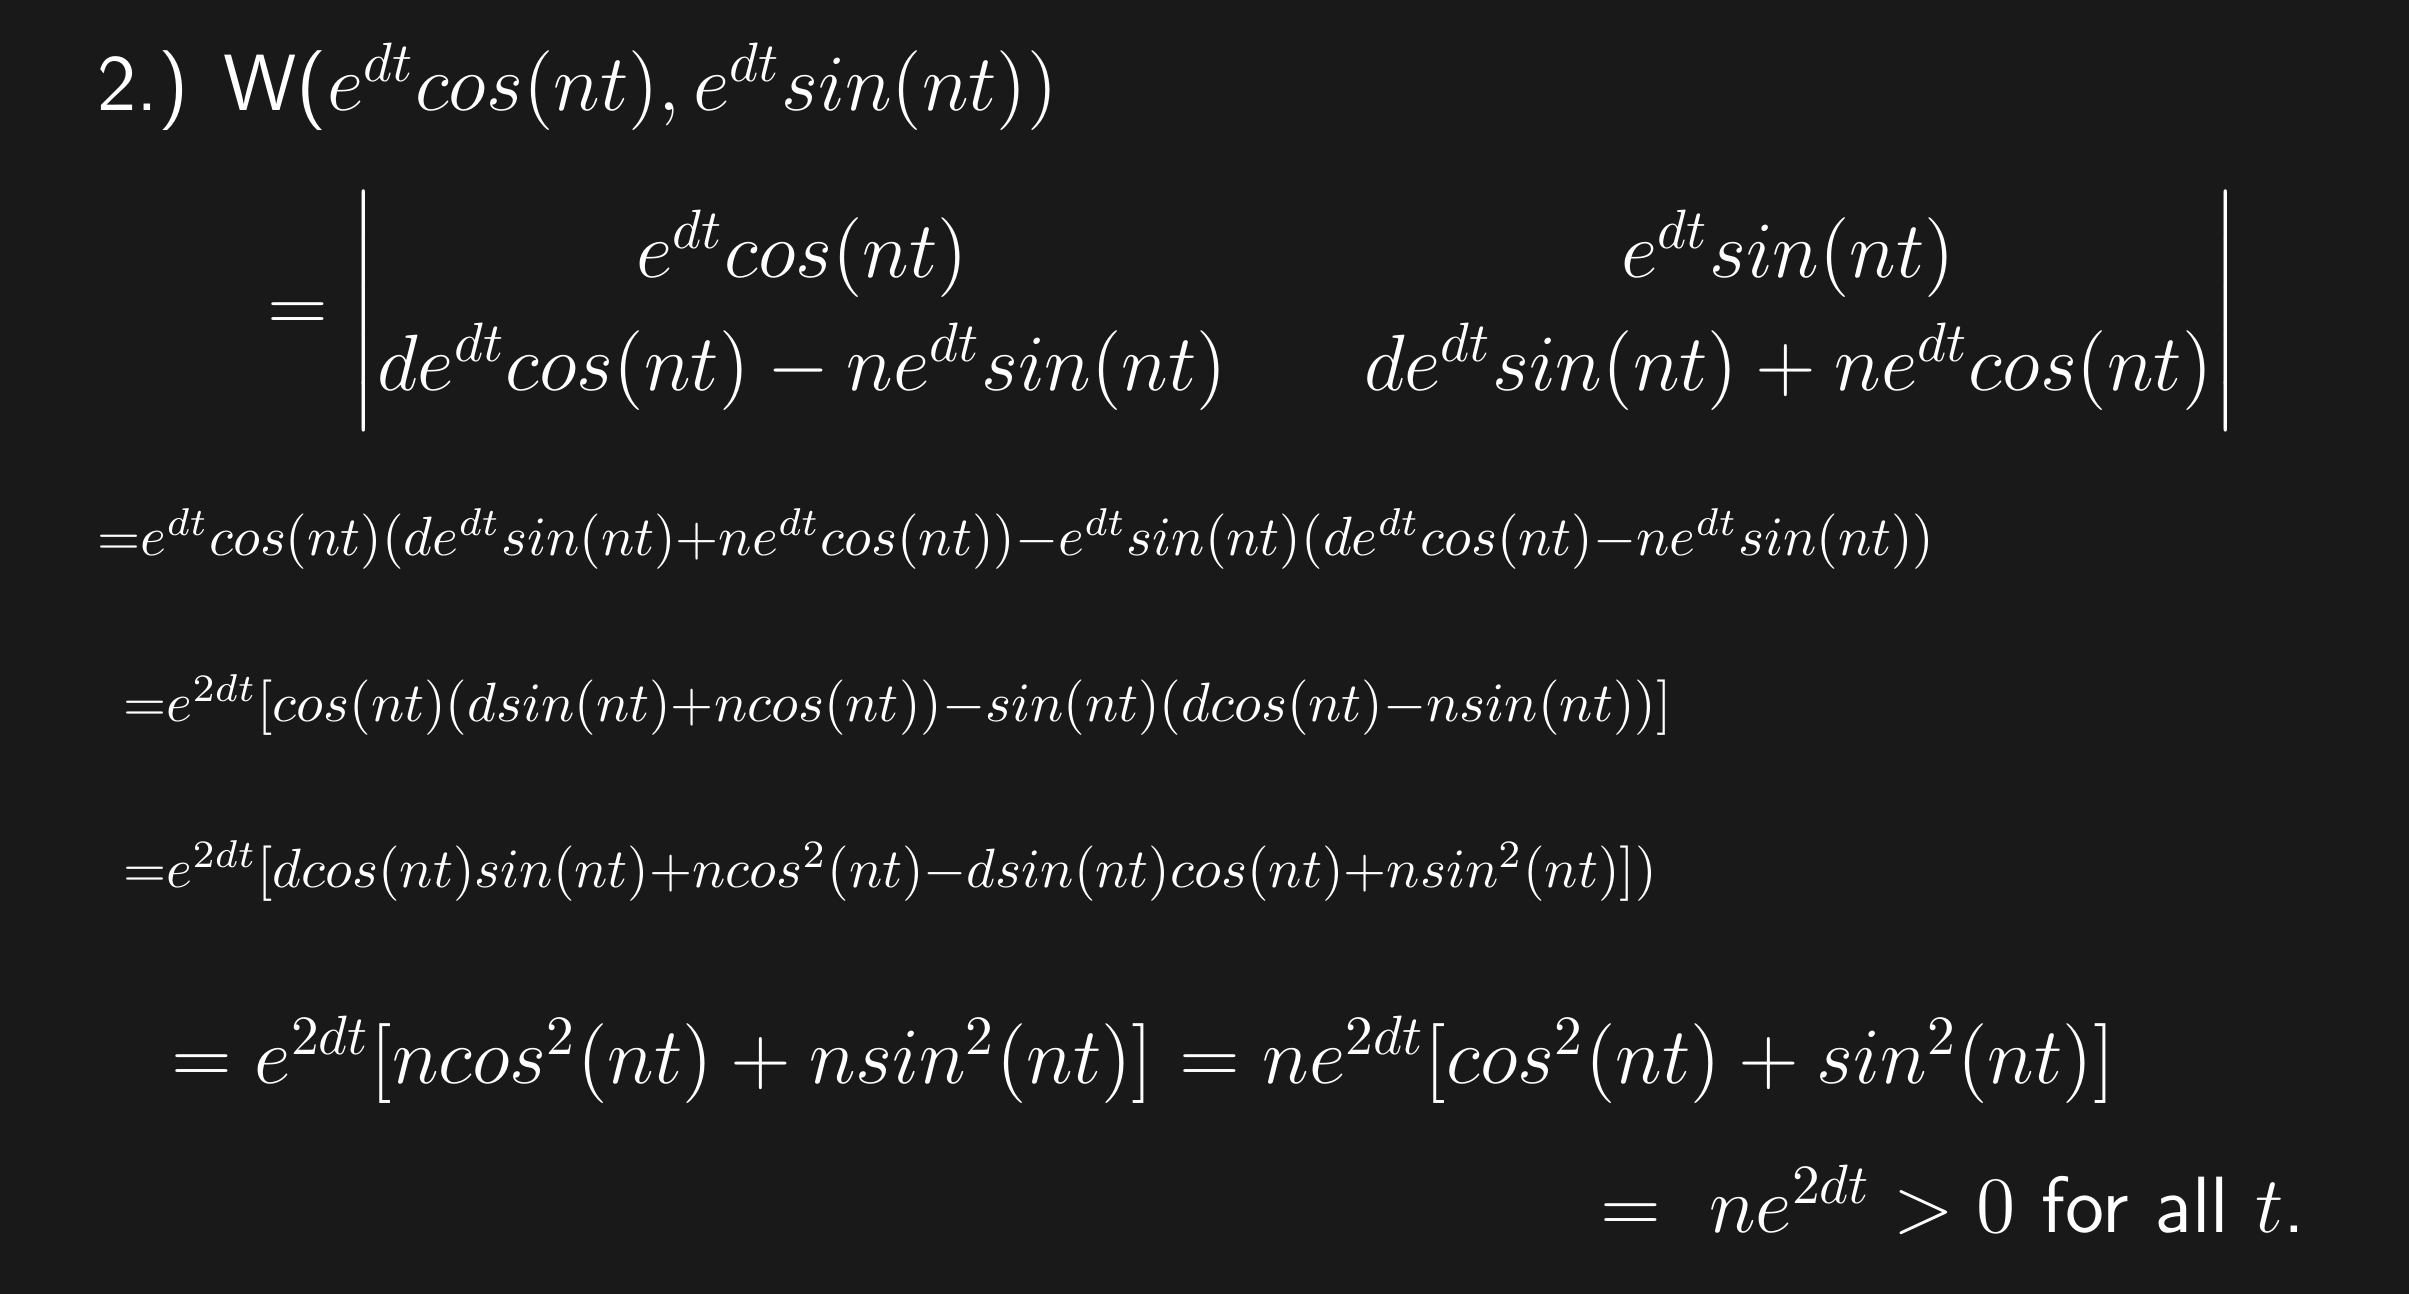 2.) W(e^{dt}cos(nt), e^{dt}sin(nt))
= | e^{dt}cos(nt) e^{dt}sin(nt) |
| de^{dt}cos(nt) − ne^{dt}sin(nt) de^{dt}sin(nt) + ne^{dt}cos(nt) |
=e^{dt}cos(nt)(de^{dt}sin(nt)+ne^{dt}cos(nt))−e^{dt}sin(nt)(de^{dt}cos(nt)−ne^{dt}sin(nt))
=e^{2dt}[cos(nt)(dsin(nt)+ncos(nt))−sin(nt)(dcos(nt)−nsin(nt))]
=e^{2dt}[dcos(nt)sin(nt)+ncos^2(nt)−dsin(nt)cos(nt)+nsin^2(nt)])
= e^{2dt}[ncos^2(nt) + nsin^2(nt)] = ne^{2dt}[cos^2(nt) + sin^2(nt)]
= ne^{2dt} > 0 for all t.